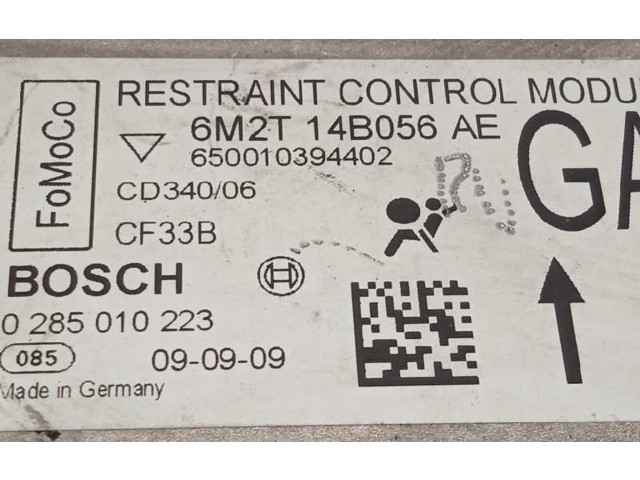 FoMoCo
RESTRAINT CONTROL MODU
6M2T 14B056 AE
650010394402
CD340/06
CF33B
GA
BOSCH
0 285 010 223
085 09-09-09
Made in Germany